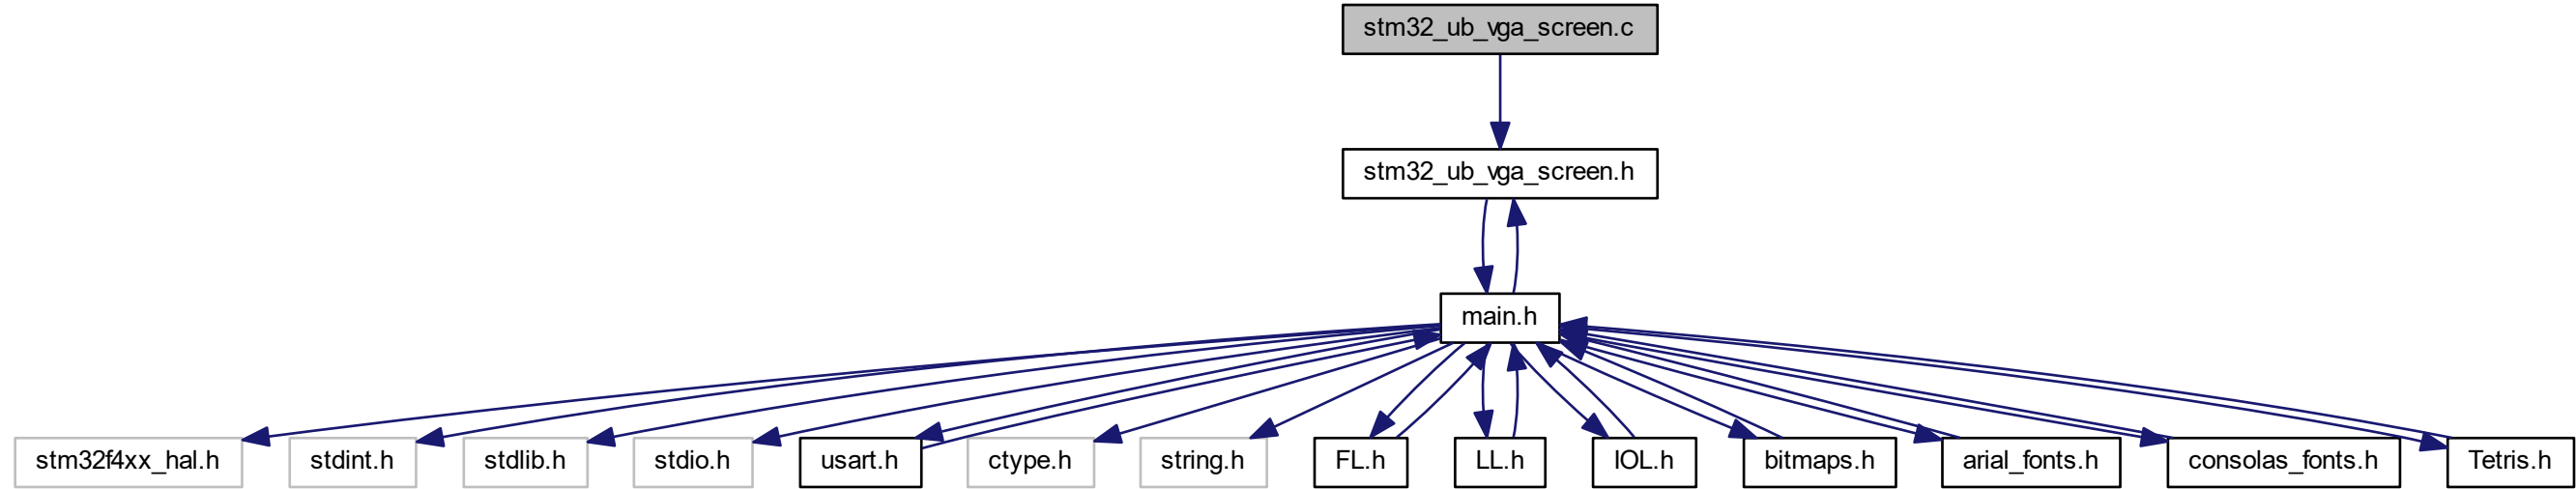 stm32_ub_vga_screen.c
stm32_ub_vga_screen.h
main.h
stm32f4xx_hal.h
stdint.h
stdlib.h
stdio.h
usart.h
ctype.h
string.h
FL.h
LL.h
IOL.h
bitmaps.h
arial_fonts.h
consolas_fonts.h
Tetris.h